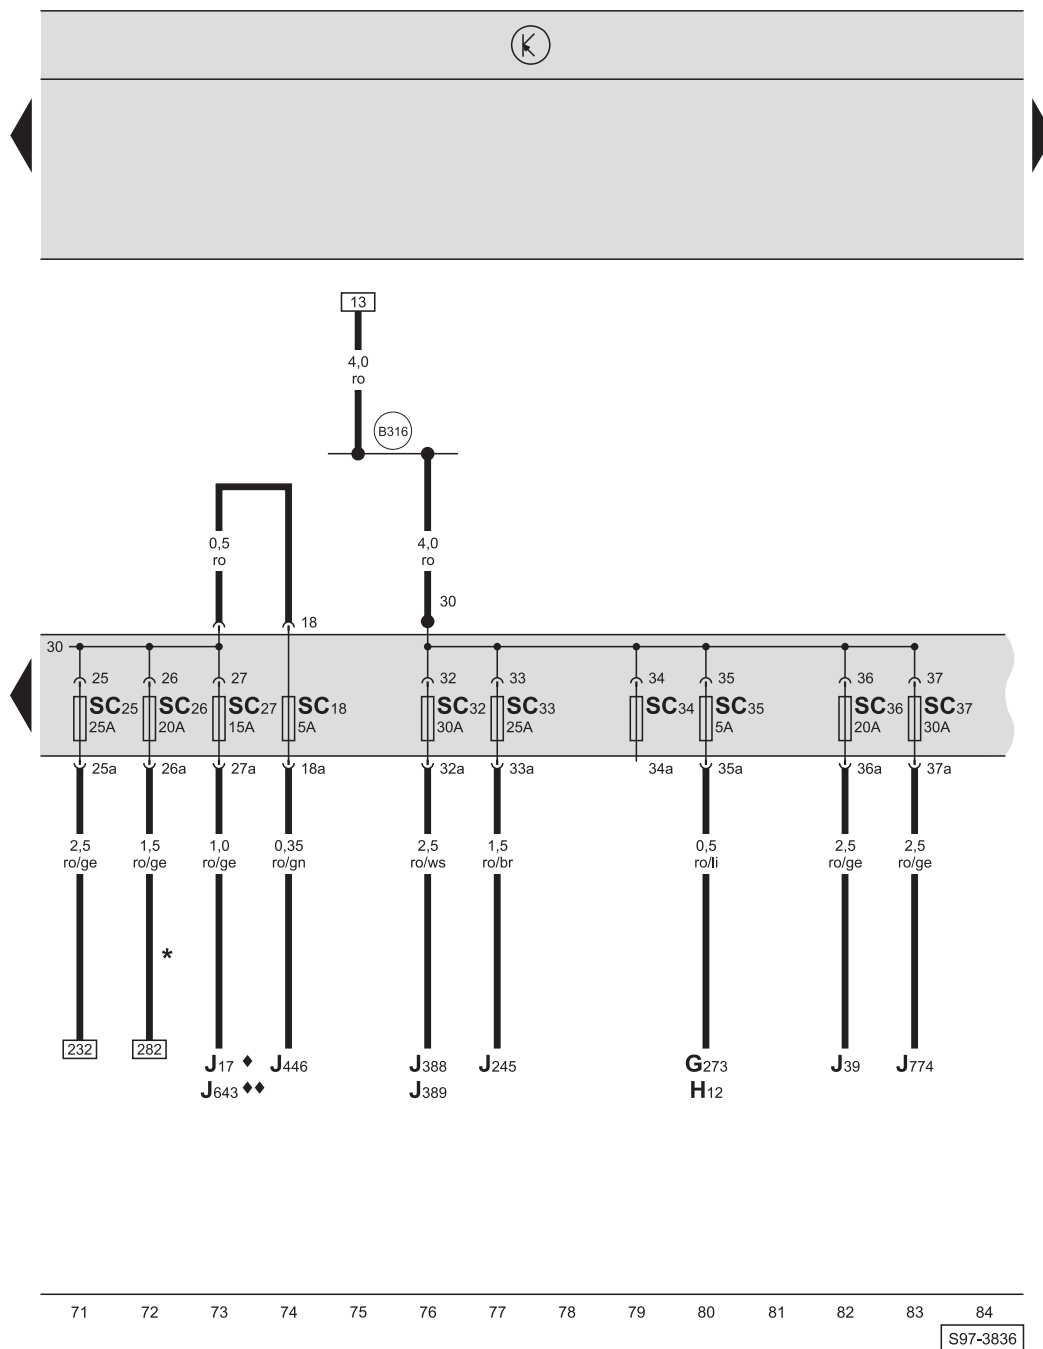 13
4,0
ro
B316
0,5
ro
4,0
ro
30
18
30
25 26 27 32 33 34 35 36 37
SC25 SC26 SC27 SC18 SC32 SC33 SC34 SC35 SC36 SC37
25A 20A 15A 5A 30A 25A 5A 20A 30A
25a 26a 27a 18a 32a 33a 34a 35a 36a 37a
2,5 1,5 1,0 0,35 2,5 1,5 0,5 2,5 2,5
ro/ge ro/ge ro/ge ro/gn ro/ws ro/br ro/li ro/ge ro/ge
*
232 282
J17 ♦ J446 J388 J245 G273 J39 J774
J643 ♦♦ J389 H12
71 72 73 74 75 76 77 78 79 80 81 82 83 84
S97-3836